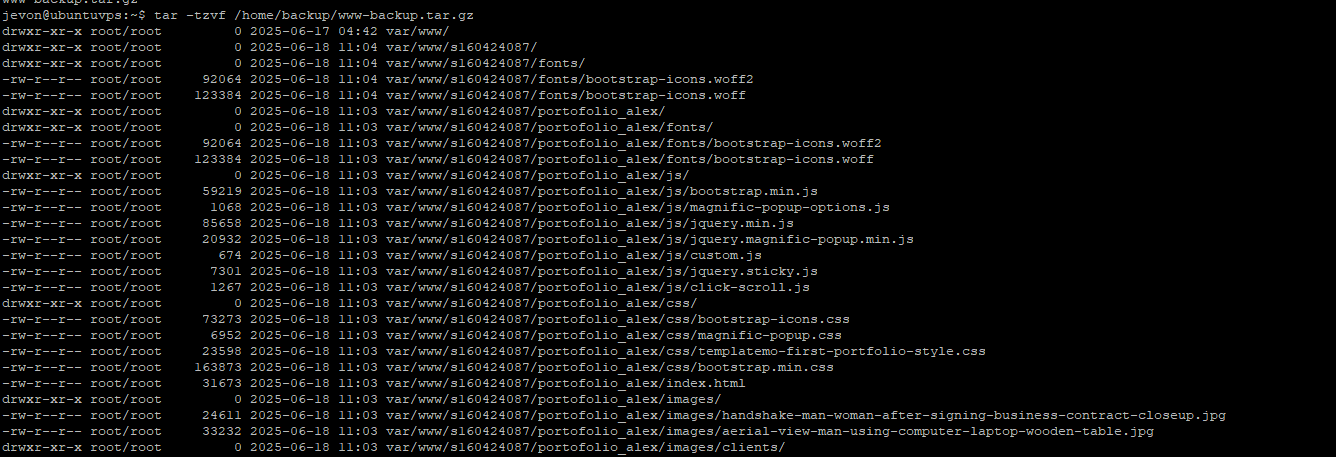 www-backup.tar.gz
jevon@ubuntuvps:~$ tar -tzvf /home/backup/www-backup.tar.gz
drwxr-xr-x root/root         0 2025-06-17 04:42 var/www/
drwxr-xr-x root/root         0 2025-06-18 11:04 var/www/s160424087/
drwxr-xr-x root/root         0 2025-06-18 11:04 var/www/s160424087/fonts/
-rw-r--r-- root/root     92064 2025-06-18 11:04 var/www/s160424087/fonts/bootstrap-icons.woff2
-rw-r--r-- root/root    123384 2025-06-18 11:04 var/www/s160424087/fonts/bootstrap-icons.woff
drwxr-xr-x root/root         0 2025-06-18 11:03 var/www/s160424087/portofolio_alex/
drwxr-xr-x root/root         0 2025-06-18 11:03 var/www/s160424087/portofolio_alex/fonts/
-rw-r--r-- root/root     92064 2025-06-18 11:03 var/www/s160424087/portofolio_alex/fonts/bootstrap-icons.woff2
-rw-r--r-- root/root    123384 2025-06-18 11:03 var/www/s160424087/portofolio_alex/fonts/bootstrap-icons.woff
drwxr-xr-x root/root         0 2025-06-18 11:03 var/www/s160424087/portofolio_alex/js/
-rw-r--r-- root/root     59219 2025-06-18 11:03 var/www/s160424087/portofolio_alex/js/bootstrap.min.js
-rw-r--r-- root/root      1068 2025-06-18 11:03 var/www/s160424087/portofolio_alex/js/magnific-popup-options.js
-rw-r--r-- root/root     85658 2025-06-18 11:03 var/www/s160424087/portofolio_alex/js/jquery.min.js
-rw-r--r-- root/root     20932 2025-06-18 11:03 var/www/s160424087/portofolio_alex/js/jquery.magnific-popup.min.js
-rw-r--r-- root/root       674 2025-06-18 11:03 var/www/s160424087/portofolio_alex/js/custom.js
-rw-r--r-- root/root      7301 2025-06-18 11:03 var/www/s160424087/portofolio_alex/js/jquery.sticky.js
-rw-r--r-- root/root      1267 2025-06-18 11:03 var/www/s160424087/portofolio_alex/js/click-scroll.js
drwxr-xr-x root/root         0 2025-06-18 11:03 var/www/s160424087/portofolio_alex/css/
-rw-r--r-- root/root     73273 2025-06-18 11:03 var/www/s160424087/portofolio_alex/css/bootstrap-icons.css
-rw-r--r-- root/root      6952 2025-06-18 11:03 var/www/s160424087/portofolio_alex/css/magnific-popup.css
-rw-r--r-- root/root     23598 2025-06-18 11:03 var/www/s160424087/portofolio_alex/css/templatemo-first-portfolio-style.css
-rw-r--r-- root/root    163873 2025-06-18 11:03 var/www/s160424087/portofolio_alex/css/bootstrap.min.css
-rw-r--r-- root/root     31673 2025-06-18 11:03 var/www/s160424087/portofolio_alex/index.html
drwxr-xr-x root/root         0 2025-06-18 11:03 var/www/s160424087/portofolio_alex/images/
-rw-r--r-- root/root     24611 2025-06-18 11:03 var/www/s160424087/portofolio_alex/images/handshake-man-woman-after-signing-business-contract-closeup.jpg
-rw-r--r-- root/root     33232 2025-06-18 11:03 var/www/s160424087/portofolio_alex/images/aerial-view-man-using-computer-laptop-wooden-table.jpg
drwxr-xr-x root/root         0 2025-06-18 11:03 var/www/s160424087/portofolio_alex/images/clients/